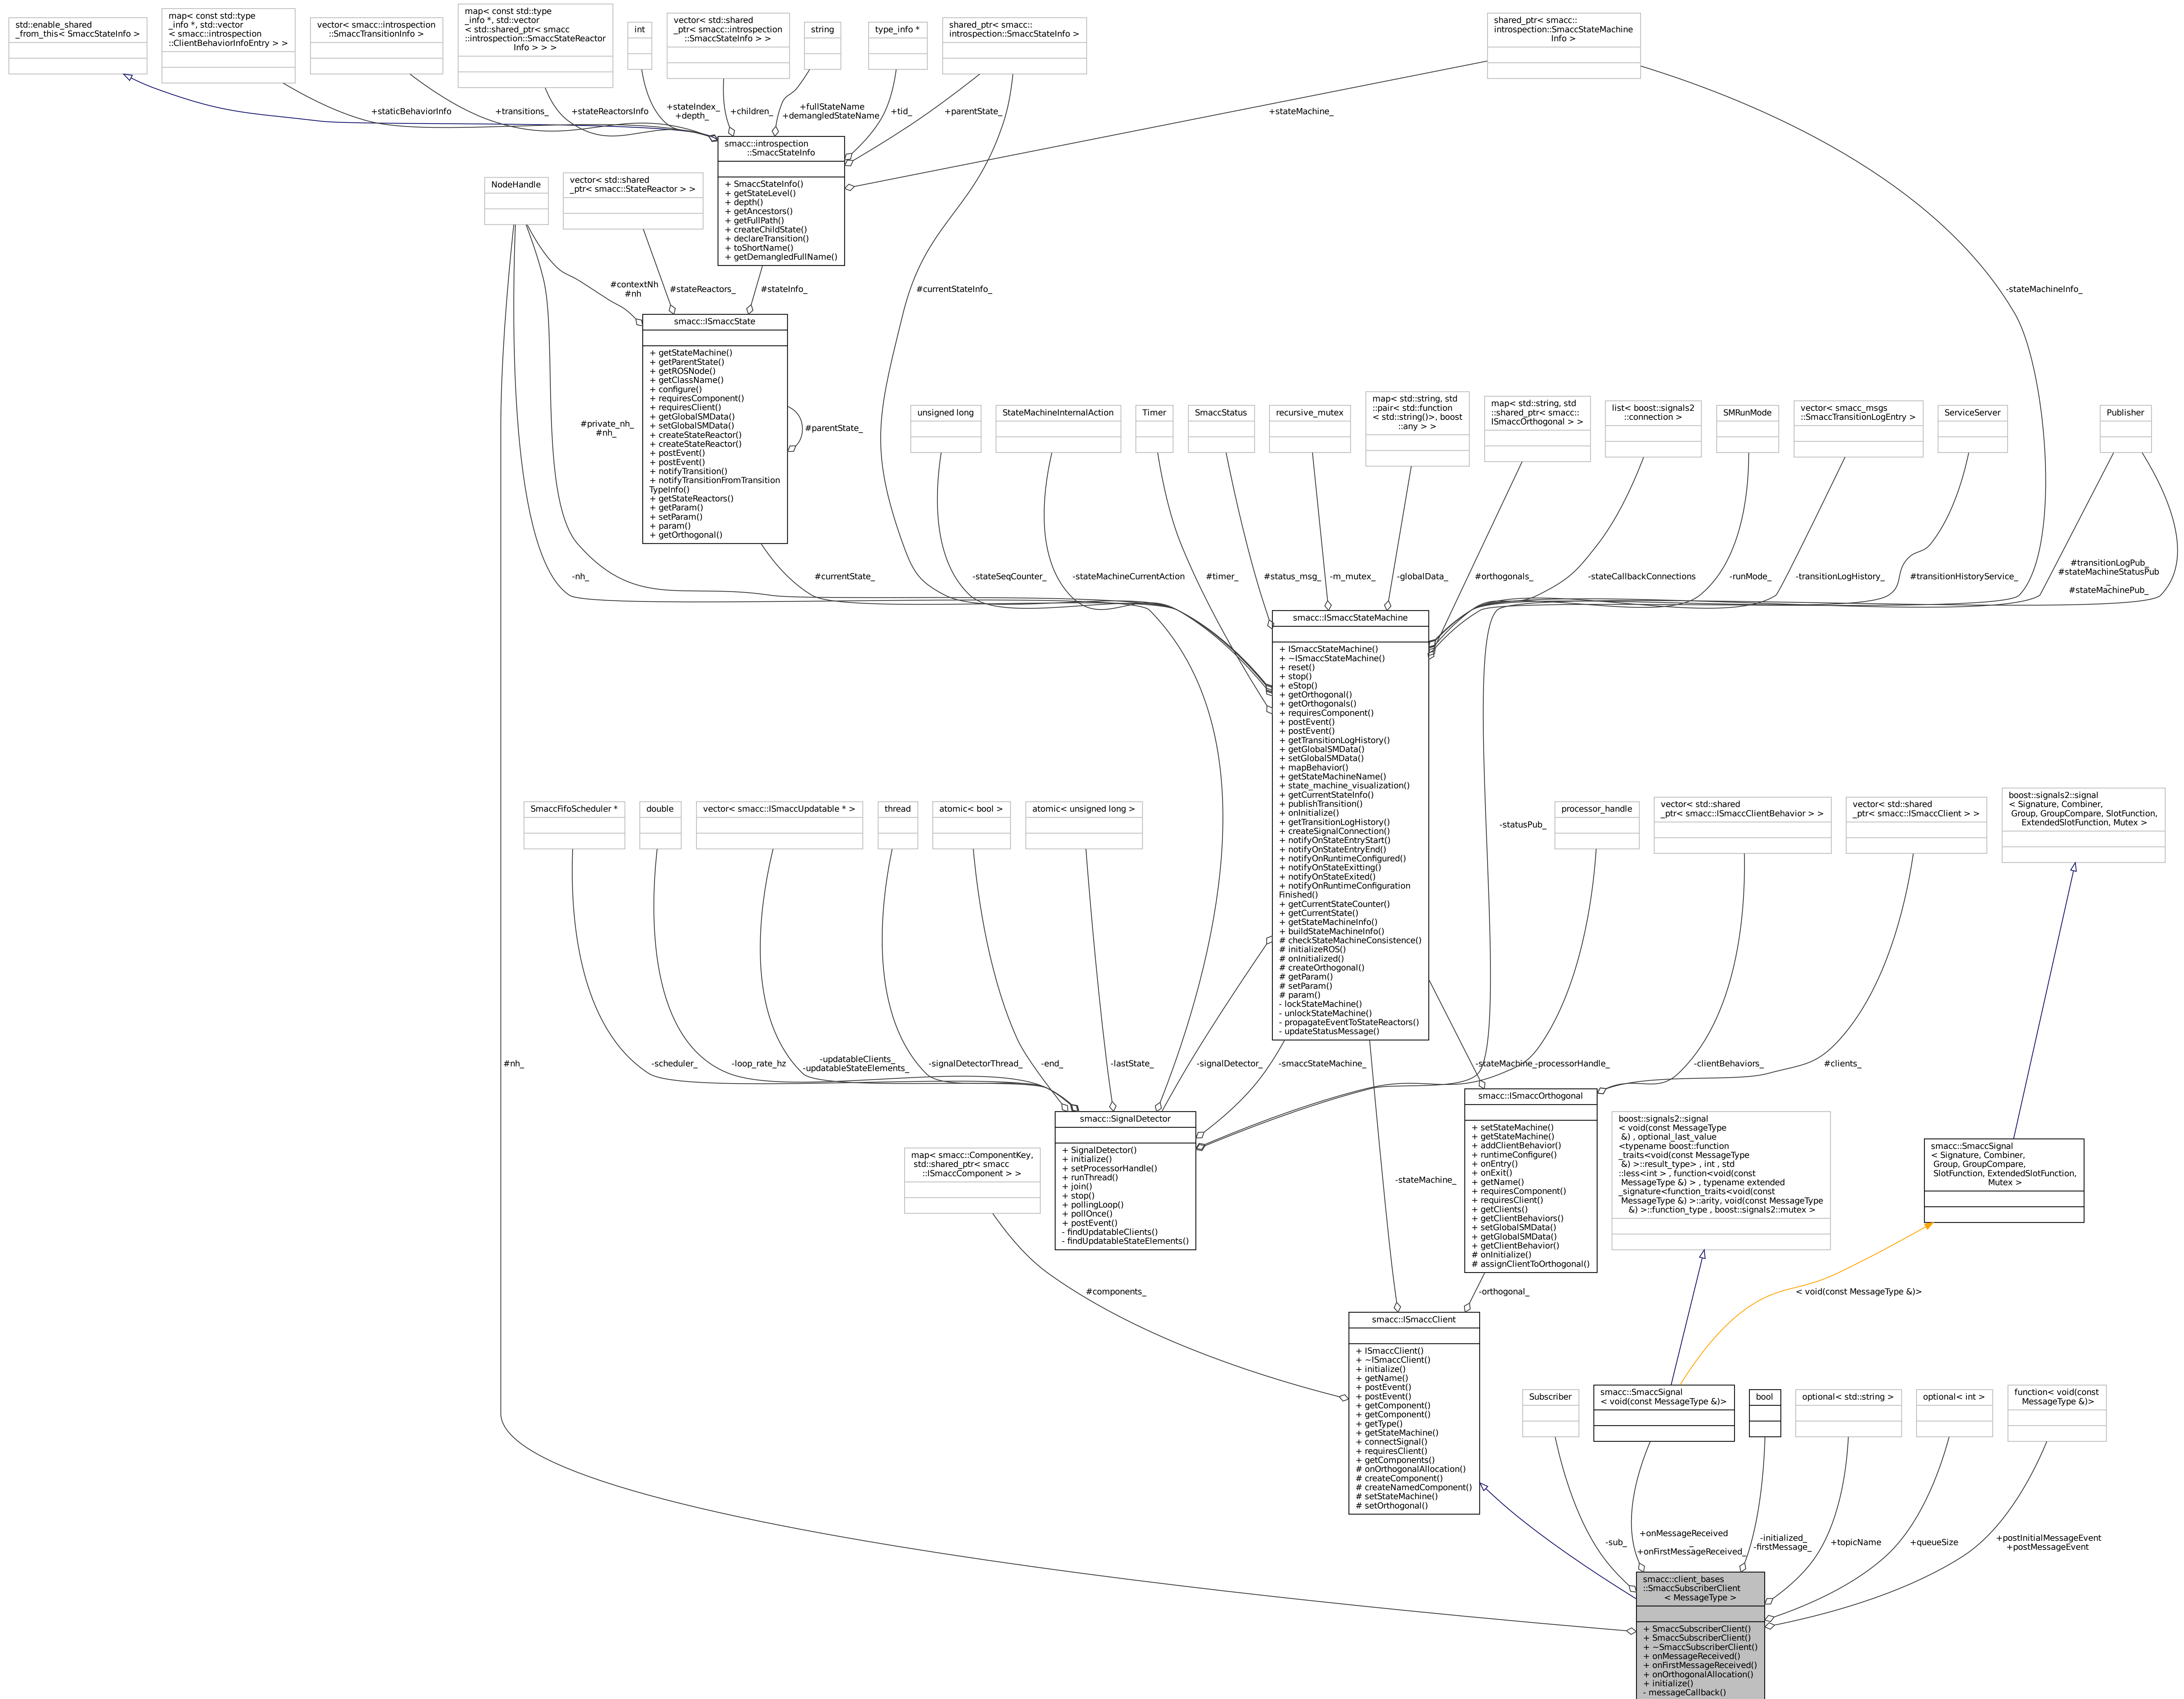 std::enable_shared
_from_this< SmaccStateInfo >
map< const std::type
_info *, std::vector
< smacc::introspection
::ClientBehaviorInfoEntry > >
vector< smacc::introspection
::SmaccTransitionInfo >
map< const std::type
_info *, std::vector
< std::shared_ptr< smacc
::introspection::SmaccStateReactor
Info > > >
int
vector< std::shared
_ptr< smacc::introspection
::SmaccStateInfo > >
string
type_info *
shared_ptr< smacc::
introspection::SmaccStateInfo >
shared_ptr< smacc::
introspection::SmaccStateMachine
Info >
+staticBehaviorInfo
+transitions_
+stateReactorsInfo
+stateIndex_
+depth_
+children_
+fullStateName
+demangledStateName
+tid_
+parentState_
+stateMachine_
smacc::introspection
::SmaccStateInfo
+ SmaccStateInfo()
+ getStateLevel()
+ depth()
+ getAncestors()
+ getFullPath()
+ createChildState()
+ declareTransition()
+ toShortName()
+ getDemangledFullName()
NodeHandle
vector< std::shared
_ptr< smacc::StateReactor > >
#contextNh
#nh
#stateReactors_
#stateInfo_
#currentStateInfo_
-stateMachineInfo_
smacc::ISmaccState
+ getStateMachine()
+ getParentState()
+ getROSNode()
+ getClassName()
+ configure()
+ requiresComponent()
+ requiresClient()
+ getGlobalSMData()
+ setGlobalSMData()
+ createStateReactor()
+ createStateReactor()
+ postEvent()
+ postEvent()
+ notifyTransition()
+ notifyTransitionFromTransition
TypeInfo()
+ getStateReactors()
+ getParam()
+ setParam()
+ param()
+ getOrthogonal()
#parentState_
#private_nh_
#nh_
unsigned long
StateMachineInternalAction
Timer
SmaccStatus
recursive_mutex
map< std::string, std
::pair< std::function
< std::string()>, boost
::any > >
map< std::string, std
::shared_ptr< smacc::
ISmaccOrthogonal > >
list< boost::signals2
::connection >
SMRunMode
vector< smacc_msgs
::SmaccTransitionLogEntry >
ServiceServer
Publisher
-nh_
#currentState_
-stateSeqCounter_
-stateMachineCurrentAction
#timer_
#status_msg_
-m_mutex_
-globalData_
#orthogonals_
-stateCallbackConnections
-runMode_
-transitionLogHistory_
#transitionHistoryService_
#transitionLogPub_
#stateMachineStatusPub
_
#stateMachinePub_
smacc::ISmaccStateMachine
+ ISmaccStateMachine()
+ ~ISmaccStateMachine()
+ reset()
+ stop()
+ eStop()
+ getOrthogonal()
+ getOrthogonals()
+ requiresComponent()
+ postEvent()
+ postEvent()
+ getTransitionLogHistory()
+ getGlobalSMData()
+ setGlobalSMData()
+ mapBehavior()
+ getStateMachineName()
+ state_machine_visualization()
+ getCurrentStateInfo()
+ publishTransition()
+ onInitialize()
+ getTransitionLogHistory()
+ createSignalConnection()
+ notifyOnStateEntryStart()
+ notifyOnStateEntryEnd()
+ notifyOnRuntimeConfigured()
+ notifyOnStateExitting()
+ notifyOnStateExited()
+ notifyOnRuntimeConfiguration
Finished()
+ getCurrentStateCounter()
+ getCurrentState()
+ getStateMachineInfo()
+ buildStateMachineInfo()
# checkStateMachineConsistence()
# initializeROS()
# onInitialized()
# createOrthogonal()
# getParam()
# setParam()
# param()
- lockStateMachine()
- unlockStateMachine()
- propagateEventToStateReactors()
- updateStatusMessage()
SmaccFifoScheduler *
double
vector< smacc::ISmaccUpdatable * >
thread
atomic< bool >
atomic< unsigned long >
-statusPub_
processor_handle
vector< std::shared
_ptr< smacc::ISmaccClientBehavior > >
vector< std::shared
_ptr< smacc::ISmaccClient > >
boost::signals2::signal
< Signature, Combiner,
Group, GroupCompare, SlotFunction,
ExtendedSlotFunction, Mutex >
#nh_
-scheduler_
-loop_rate_hz
-updatableClients_
-updatableStateElements_
-signalDetectorThread_
-end_
-lastState_
-signalDetector_
-smaccStateMachine_
-stateMachine_
-processorHandle_
-clientBehaviors_
#clients_
smacc::SignalDetector
+ SignalDetector()
+ initialize()
+ setProcessorHandle()
+ runThread()
+ join()
+ stop()
+ pollingLoop()
+ pollOnce()
+ postEvent()
- findUpdatableClients()
- findUpdatableStateElements()
smacc::ISmaccOrthogonal
+ setStateMachine()
+ getStateMachine()
+ addClientBehavior()
+ runtimeConfigure()
+ onEntry()
+ onExit()
+ getName()
+ requiresComponent()
+ requiresClient()
+ getClients()
+ getClientBehaviors()
+ setGlobalSMData()
+ getGlobalSMData()
+ getClientBehavior()
# onInitialize()
# assignClientToOrthogonal()
boost::signals2::signal
< void(const MessageType
&) , optional_last_value
<typename boost::function
_traits<void(const MessageType
&) >::result_type> , int , std
::less<int > , function<void(const
MessageType &) > , typename extended
_signature<function_traits<void(const
MessageType &) >::arity, void(const MessageType
&) >::function_type , boost::signals2::mutex >
smacc::SmaccSignal
< Signature, Combiner,
Group, GroupCompare,
SlotFunction, ExtendedSlotFunction,
Mutex >
map< smacc::ComponentKey,
std::shared_ptr< smacc
::ISmaccComponent > >
-stateMachine_
#components_
-orthogonal_
< void(const MessageType &)>
smacc::ISmaccClient
+ ISmaccClient()
+ ~ISmaccClient()
+ initialize()
+ getName()
+ postEvent()
+ postEvent()
+ getComponent()
+ getComponent()
+ getType()
+ getStateMachine()
+ connectSignal()
+ requiresClient()
+ getComponents()
# onOrthogonalAllocation()
# createComponent()
# createNamedComponent()
# setStateMachine()
# setOrthogonal()
Subscriber
smacc::SmaccSignal
< void(const MessageType &)>
bool
optional< std::string >
optional< int >
function< void(const
MessageType &)>
-sub_
+onMessageReceived
_
+onFirstMessageReceived_
-initialized_
-firstMessage_
+topicName
+queueSize
+postInitialMessageEvent
+postMessageEvent
smacc::client_bases
::SmaccSubscriberClient
< MessageType >
+ SmaccSubscriberClient()
+ SmaccSubscriberClient()
+ ~SmaccSubscriberClient()
+ onMessageReceived()
+ onFirstMessageReceived()
+ onOrthogonalAllocation()
+ initialize()
- messageCallback()